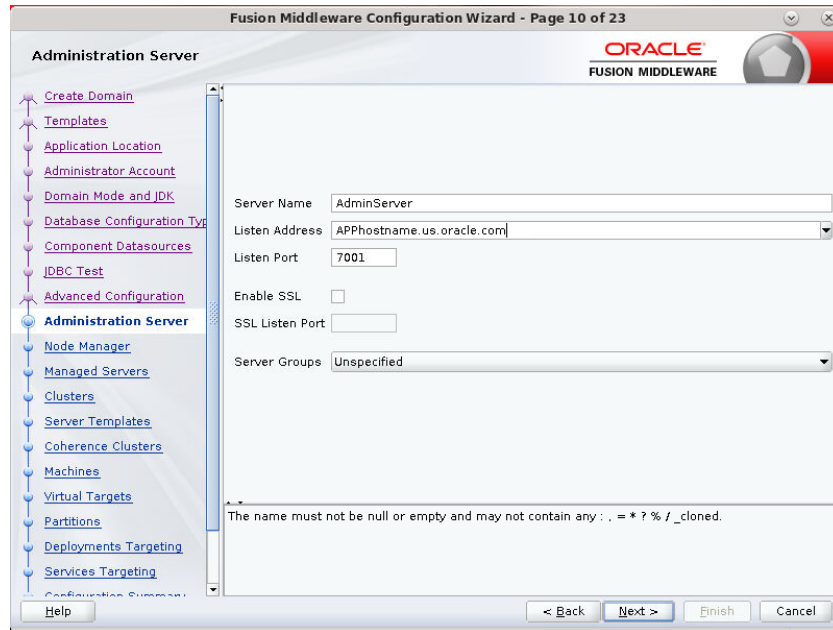 Fusion Middleware Configuration Wizard - Page 10 of 23
Administration Server
ORACLE
FUSION MIDDLEWARE
Create Domain
Templates
Application Location
Administrator Account
Domain Mode and JDK
Database Configuration Typ
Component Datasources
JDBC Test
Advanced Configuration
Administration Server
Node Manager
Managed Servers
Clusters
Server Templates
Coherence Clusters
Machines
Virtual Targets
Partitions
Deployments Targeting
Services Targeting
Configuration Summary
Server Name AdminServer
Listen Address APPhostname.us.oracle.com
Listen Port 7001
Enable SSL
SSL Listen Port
Server Groups Unspecified
The name must not be null or empty and may not contain any : , = * ? % / _cloned.
Help < Back Next > Finish Cancel